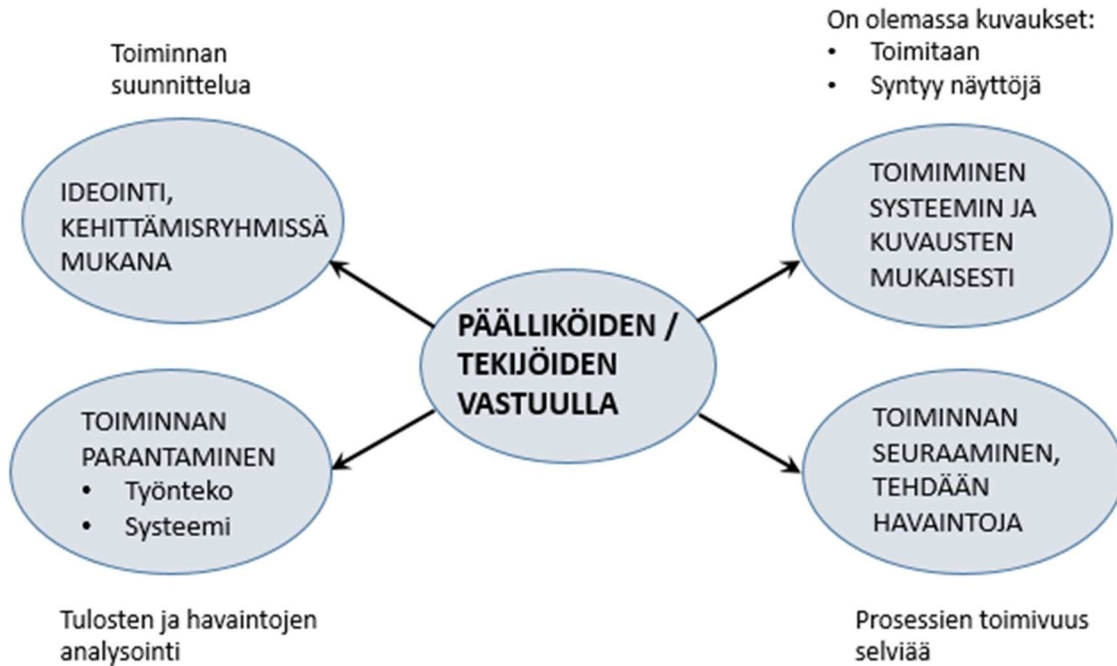 Toiminnan
suunnittelua
On olemassa kuvaukset:
• Toimitaan
• Syntyy näyttöjä
IDEOINTI,
KEHITTÄMISRYHMISSÄ
MUKANA
TOIMIMINEN
SYSTEEMIN JA
KUVAUSTEN
MUKAISESTI
PÄÄLLIKÖIDEN /
TEKIJÖIDEN
VASTUULLA
TOIMINNAN
PARANTAMINEN
• Työnteko
• Systeemi
TOIMINNAN
SEURAAMINEN,
TEHDÄÄN
HAVAINTOJA
Tulosten ja havaintojen
analysointi
Prosessien toimivuus
selviää